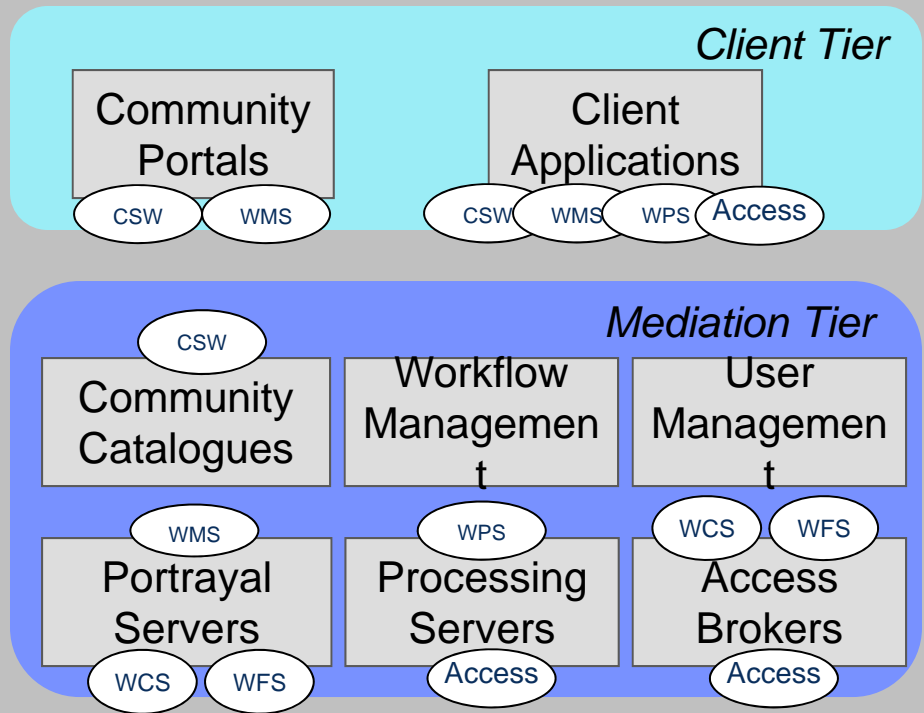 Client Tier
Community
Portals
CSW
WMS
Client
Applications
CSW
WMS
WPS
Access
Mediation Tier
CSW
Community
Catalogues
Workflow
Managemen
t
User
Managemen
t
WMS
Portrayal
Servers
WCS
WFS
WPS
Processing
Servers
Access
WCS
WFS
Access
Brokers
Access